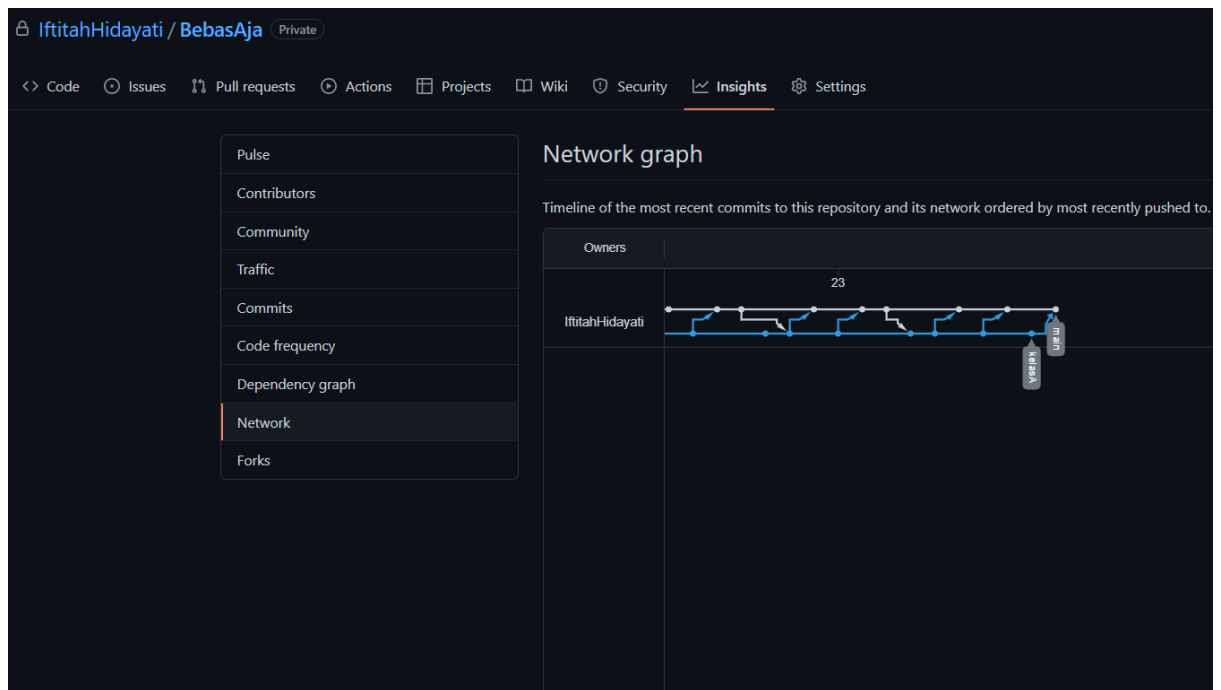 IftitahHidayati / BebasAja Private
Code Issues Pull requests Actions Projects Wiki Security Insights Settings
Pulse
Contributors
Community
Traffic
Commits
Code frequency
Dependency graph
Network
Forks
Network graph
Timeline of the most recent commits to this repository and its network ordered by most recently pushed to.
Owners
23
IftitahHidayati
main
kelasA